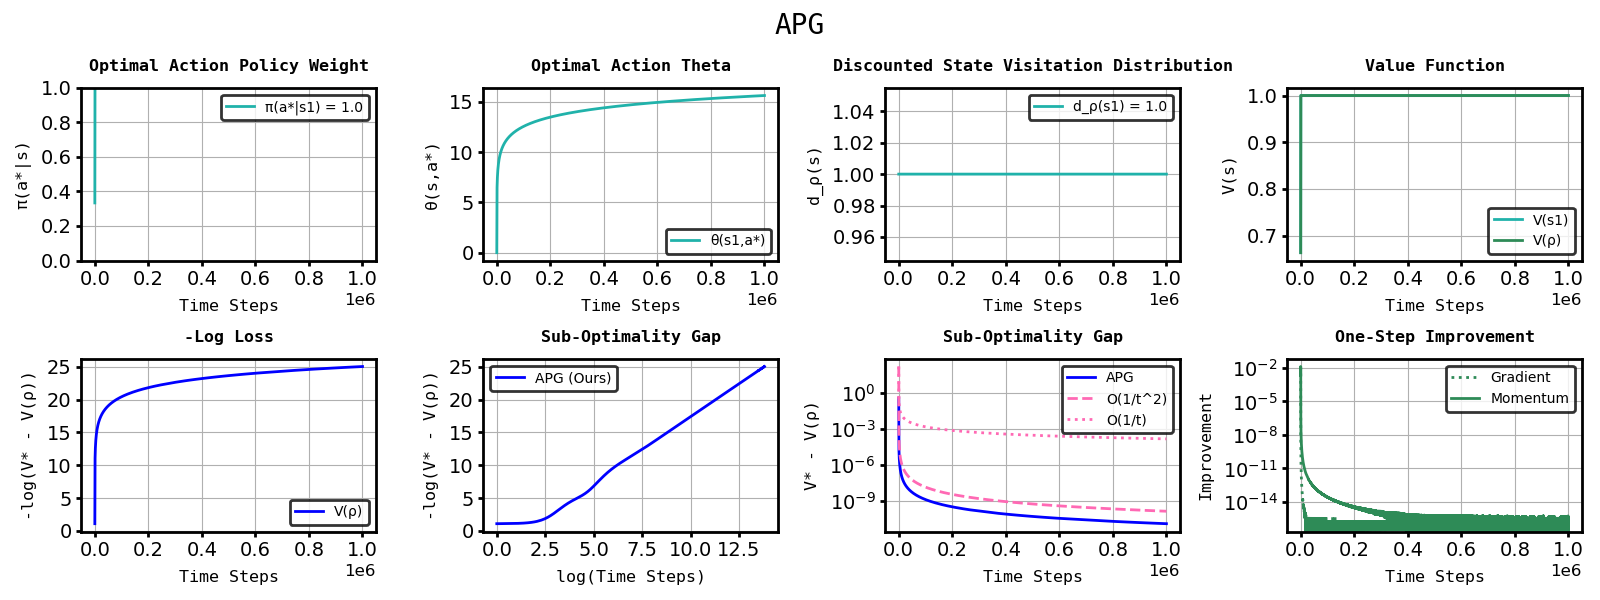 APG
Optimal Action Policy Weight
π(a*|s)
1.0
0.8
0.6
0.4
0.2
0.0
π(a*|s1) = 1.0
0.0 0.2 0.4 0.6 0.8 1.0
1e6
Time Steps
Optimal Action Theta
θ(s,a*)
15
10
5
0
θ(s1,a*)
0.0 0.2 0.4 0.6 0.8 1.0
1e6
Time Steps
Discounted State Visitation Distribution
d_ρ(s)
1.04
1.02
1.00
0.98
0.96
d_ρ(s1) = 1.0
0.0 0.2 0.4 0.6 0.8 1.0
1e6
Time Steps
Value Function
V(s)
1.0
0.9
0.8
0.7
V(s1)
V(ρ)
0.0 0.2 0.4 0.6 0.8 1.0
1e6
Time Steps
-Log Loss
-log(V* - V(ρ))
25
20
15
10
5
0
V(ρ)
0.0 0.2 0.4 0.6 0.8 1.0
1e6
Time Steps
Sub-Optimality Gap
-log(V* - V(ρ))
25
20
15
10
5
0
APG (Ours)
0.0 2.5 5.0 7.5 10.0 12.5
log(Time Steps)
Sub-Optimality Gap
V* - V(ρ)
10⁰
10⁻³
10⁻⁶
10⁻⁹
APG
O(1/t^2)
O(1/t)
0.0 0.2 0.4 0.6 0.8 1.0
1e6
Time Steps
One-Step Improvement
Improvement
10⁻²
10⁻⁵
10⁻⁸
10⁻¹¹
10⁻¹⁴
Gradient
Momentum
0.0 0.2 0.4 0.6 0.8 1.0
1e6
Time Steps